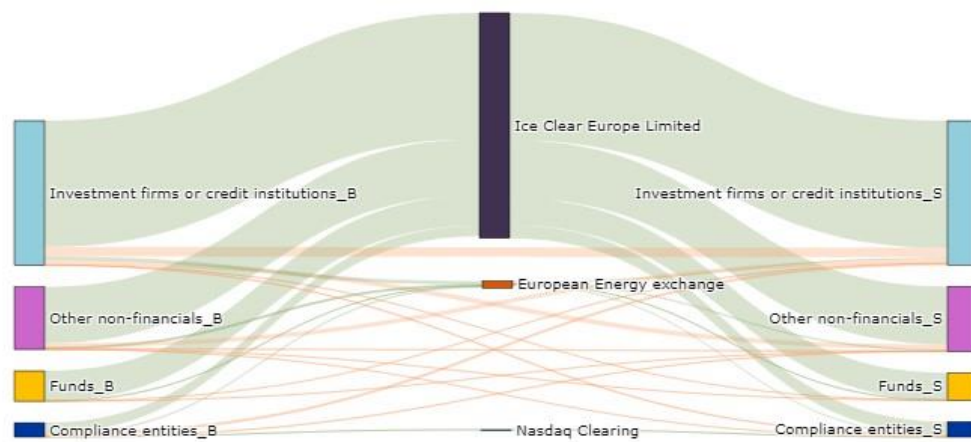 Ice Clear Europe Limited
Investment firms or credit institutions_B
Investment firms or credit institutions_S
European Energy exchange
Other non-financials_B
Other non-financials_S
Funds_B
Funds_S
Compliance entities_B
Nasdaq Clearing
Compliance entities_S